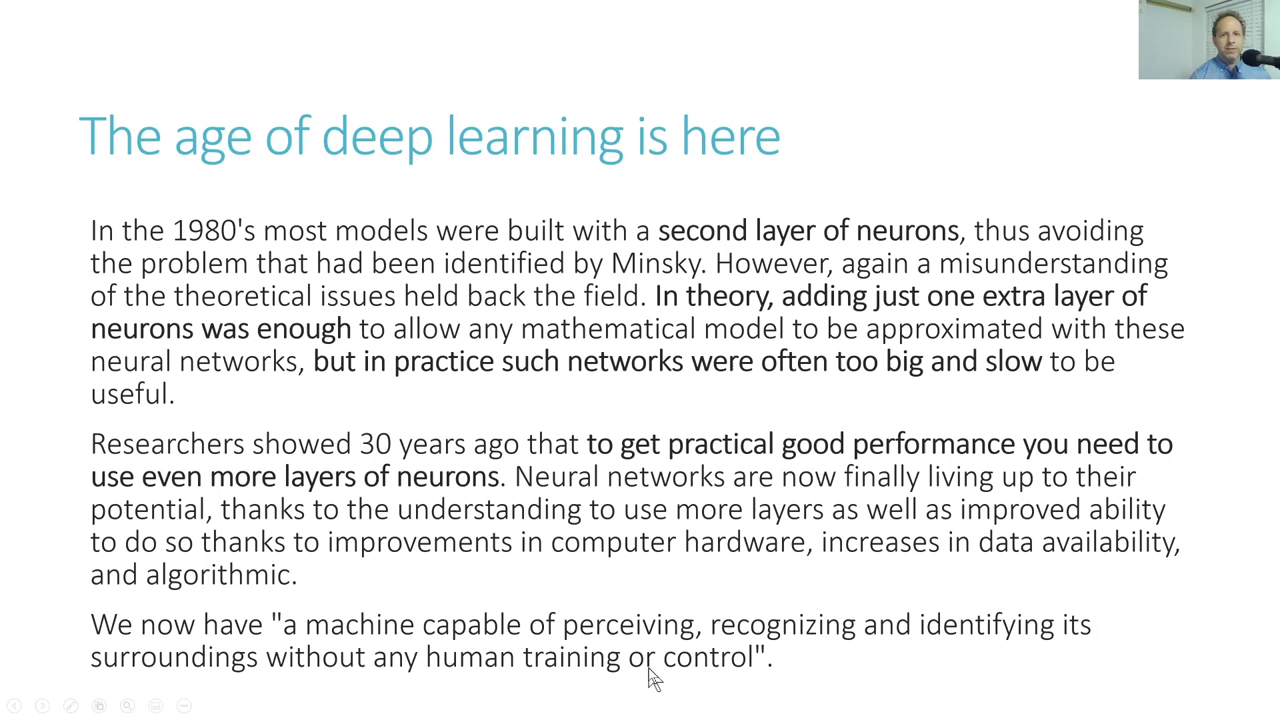 The age of deep learning is here
In the 1980's most models were built with a second layer of neurons, thus avoiding
the problem that had been identified by Minsky. However, again a misunderstanding
of the theoretical issues held back the field. In theory, adding just one extra layer of
neurons was enough to allow any mathematical model to be approximated with these
neural networks, but in practice such networks were often too big and slow to be
useful.
Researchers showed 30 years ago that to get practical good performance you need to
use even more layers of neurons. Neural networks are now finally living up to their
potential, thanks to the understanding to use more layers as well as improved ability
to do so thanks to improvements in computer hardware, increases in data availability,
and algorithmic.
We now have "a machine capable of perceiving, recognizing and identifying its
surroundings without any human training or control".